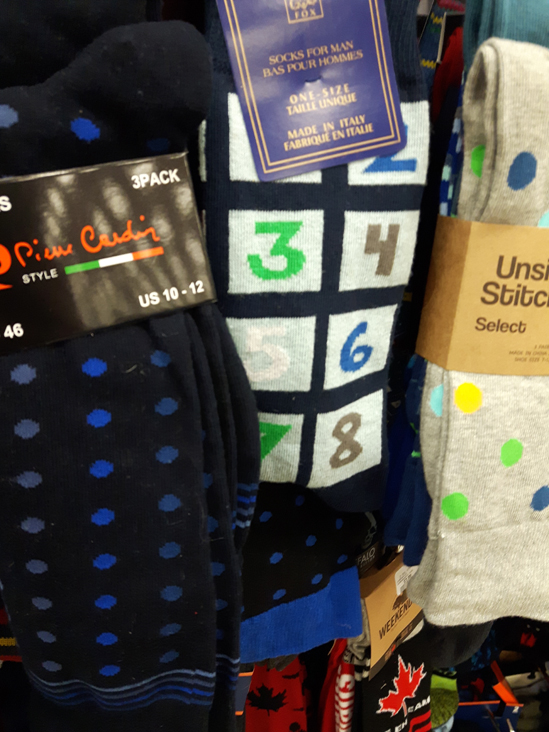 FOX
SOCKS FOR MAN
BAS POUR HOMMES
ONE-SIZE
TAILLE UNIQUE
MADE IN ITALY
FABRIQUÉ EN ITALIE
3PACK
Pierre Cardin
STYLE
US 10 - 12
46
2
3 4
5 6
7 8
Unsi
Stitc
Select
WEEKEND